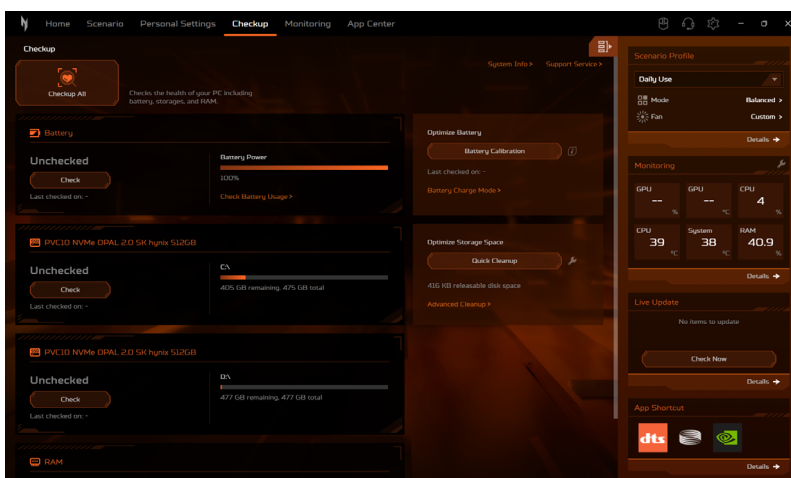 Home Scenario Personal Settings Checkup Monitoring App Center
Checkup
System Info > Support Service >
Checkup All
Checks the health of your PC including
battery, storages, and RAM.
Battery
Unchecked
Check
Last checked on: -
Battery Power
100%
Check Battery Usage >
Optimize Battery
Battery Calibration
Last checked on: -
Battery Charge Mode >
PVC10 NVMe OPAL 2.0 SK hynix 512GB
Unchecked
Check
Last checked on: -
C:\
405 GB remaining, 475 GB total
Optimize Storage Space
Quick Cleanup
416 KB releasable disk space
Advanced Cleanup >
PVC10 NVMe OPAL 2.0 SK hynix 512GB
Unchecked
Check
Last checked on: -
D:\
477 GB remaining, 477 GB total
RAM
Scenario Profile
Daily Use
Mode Balanced >
Fan Custom >
Details
Monitoring
GPU GPU CPU
-- -- 4
% °C %
CPU System RAM
39 38 40.9
°C °C %
Details
Live Update
No items to update
Check Now
Details
App Shortcut
dts
Details